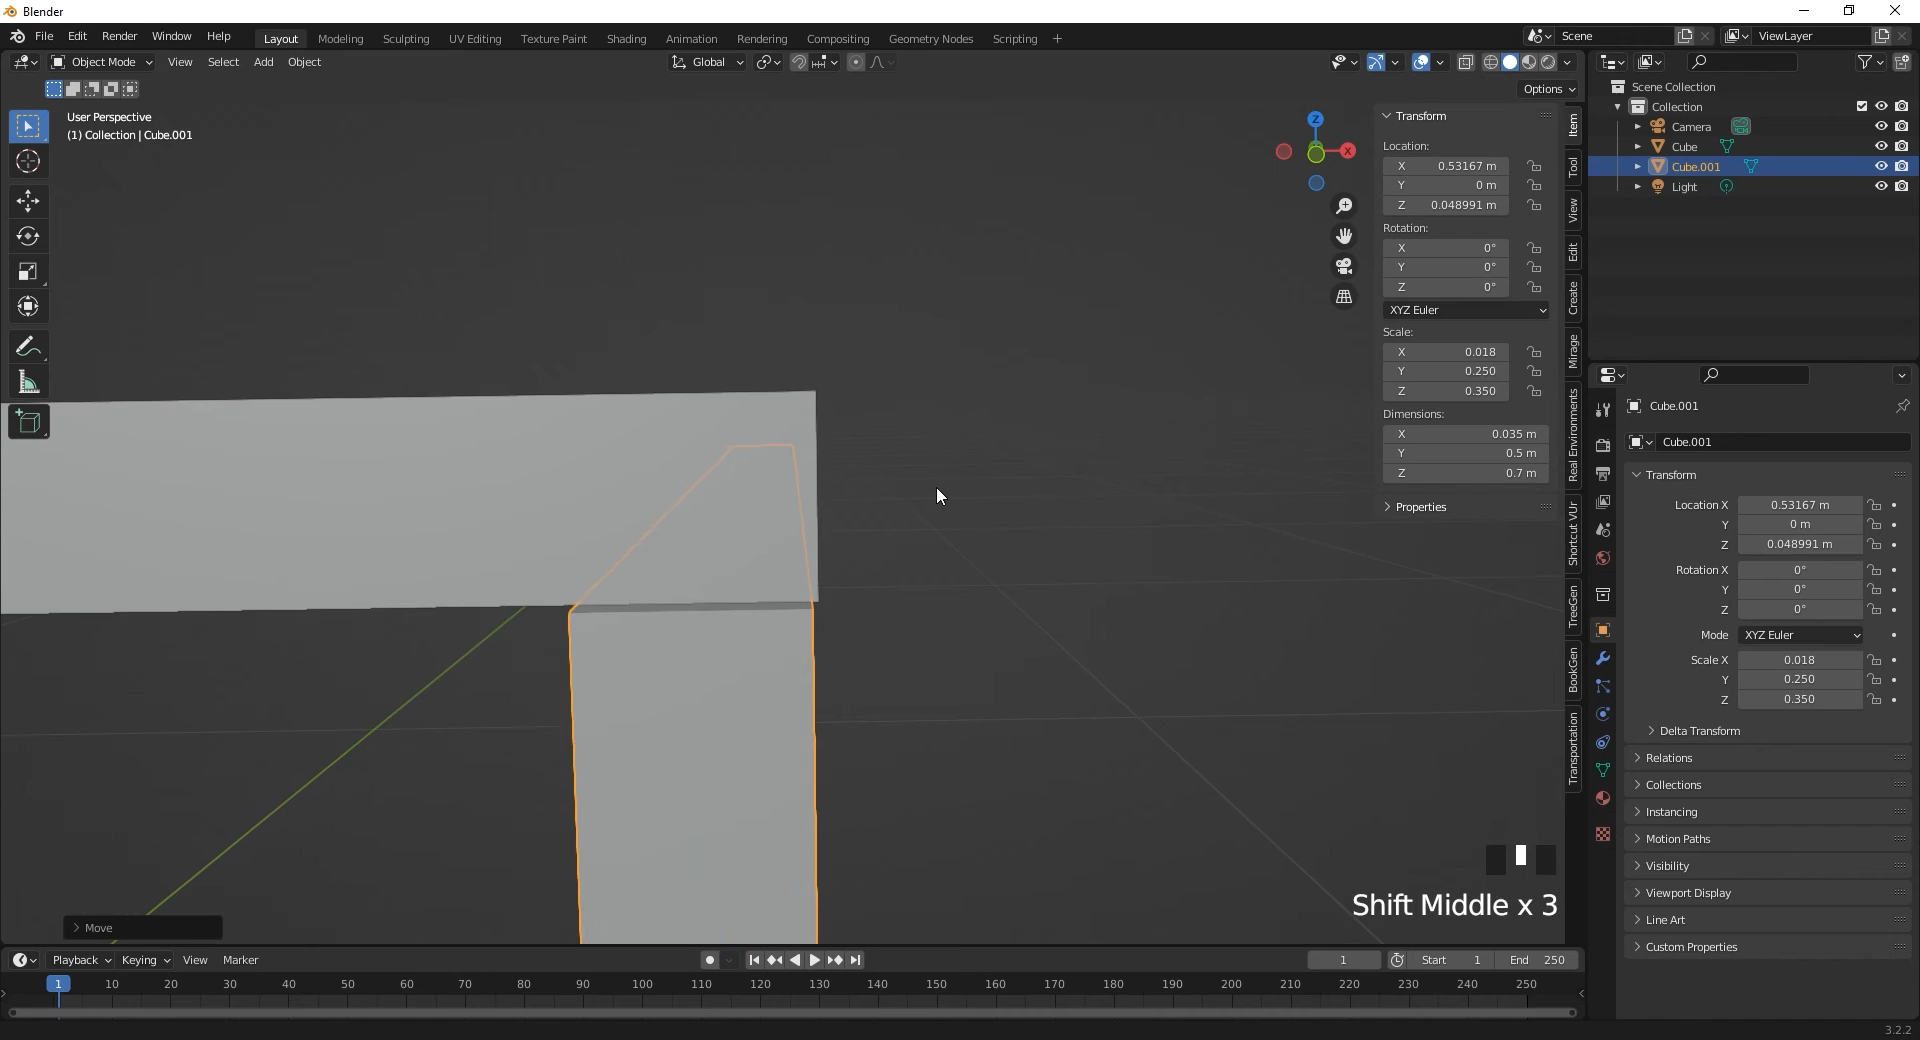 Blender
File Edit Render Window Help Layout Modeling Sculpting UV Editing Texture Paint Shading Animation Rendering Compositing Geometry Nodes Scripting + Scene ViewLayer
Object Mode View Select Add Object Global
Options
User Perspective
(1) Collection | Cube.001
Z
X
Transform
Location:
X 0.53167 m
Y 0 m
Z 0.048991 m
Rotation:
X 0°
Y 0°
Z 0°
XYZ Euler
Scale:
X 0.018
Y 0.250
Z 0.350
Dimensions:
X 0.035 m
Y 0.5 m
Z 0.7 m
Properties
Item
Tool
View
Edit
Create
Mirage
Real Environments
Shortcut VUr
TreeGen
BookGen
Transportation
Scene Collection
Collection
Camera
Cube
Cube.001
Light
Cube.001
Cube.001
Transform
Location X 0.53167 m
Y 0 m
Z 0.048991 m
Rotation X 0°
Y 0°
Z 0°
Mode XYZ Euler
Scale X 0.018
Y 0.250
Z 0.350
Delta Transform
Relations
Collections
Instancing
Motion Paths
Visibility
Viewport Display
Line Art
Custom Properties
Shift Middle x 3
Move
Playback Keying View Marker 1 Start 1 End 250
1 10 20 30 40 50 60 70 80 90 100 110 120 130 140 150 160 170 180 190 200 210 220 230 240 250
3.2.2